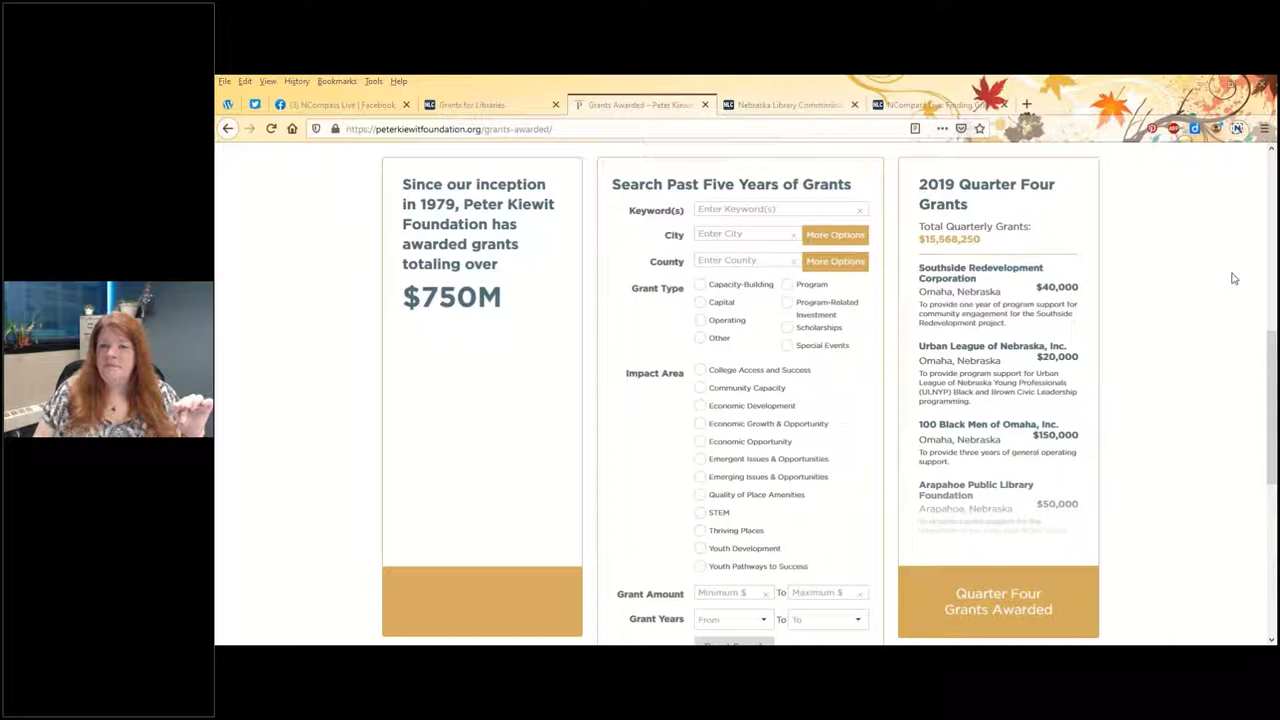 File Edit View History Bookmarks Tools Help
(3) NCompass Live | Facebook × Grants for Libraries × Grants Awarded – Peter Kiewi × Nebraska Library Commissio × NCompass Live: Finding Gr × +
https://peterkiewitfoundation.org/grants-awarded/
Since our inception
in 1979, Peter Kiewit
Foundation has
awarded grants
totaling over
$750M
Search Past Five Years of Grants
Keyword(s) Enter Keyword(s) ×
City Enter City × More Options
County Enter County × More Options
Grant Type
Capacity-Building
Capital
Operating
Other
Program
Program-Related
Investment
Scholarships
Special Events
Impact Area
College Access and Success
Community Capacity
Economic Development
Economic Growth & Opportunity
Economic Opportunity
Emergent Issues & Opportunities
Emerging Issues & Opportunities
Quality of Place Amenities
STEM
Thriving Places
Youth Development
Youth Pathways to Success
Grant Amount Minimum $ × To Maximum $ ×
Grant Years From To To
2019 Quarter Four
Grants
Total Quarterly Grants:
$15,568,250
Southside Redevelopment
Corporation
Omaha, Nebraska $40,000
To provide one year of program support for
community engagement for the Southside
Redevelopment project.
Urban League of Nebraska, Inc.
Omaha, Nebraska $20,000
To provide program support for Urban
League of Nebraska Young Professionals
(ULNYP) Black and Brown Civic Leadership
programming.
100 Black Men of Omaha, Inc.
Omaha, Nebraska $150,000
To provide three years of general operating
support.
Arapahoe Public Library
Foundation
Arapahoe, Nebraska $50,000
Quarter Four
Grants Awarded